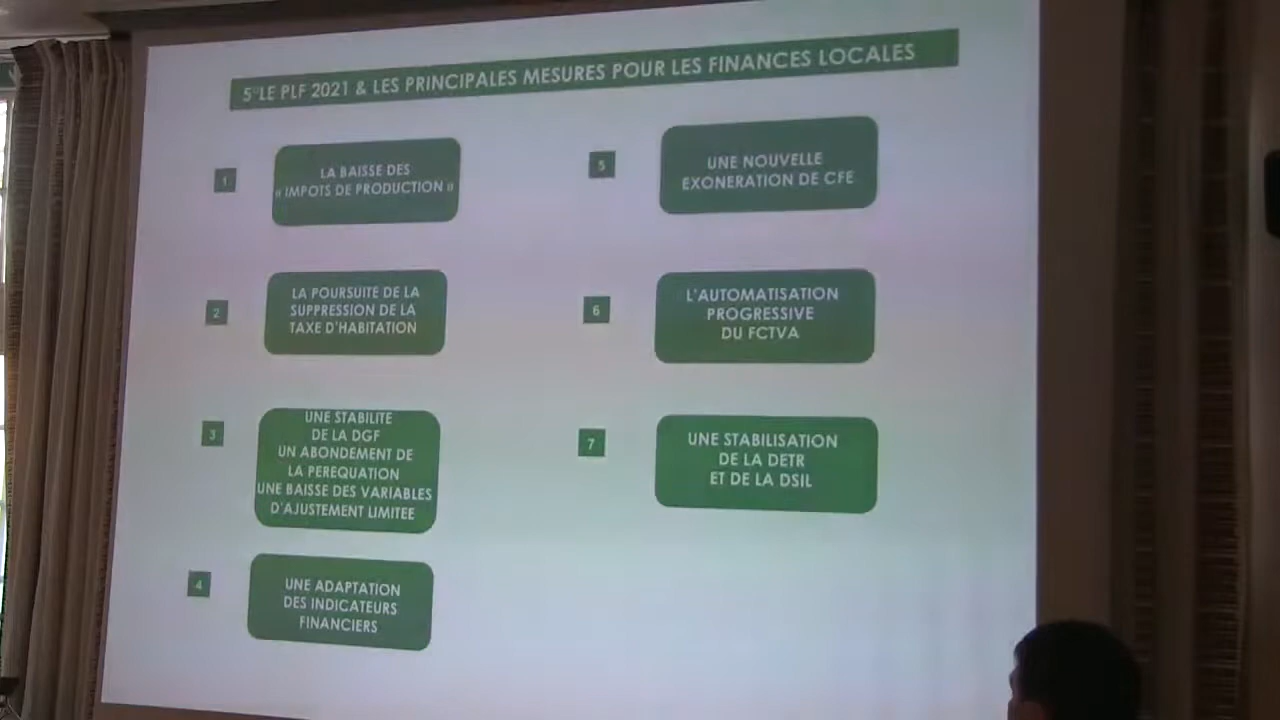 5°LE PLF 2021 & LES PRINCIPALES MESURES POUR LES FINANCES LOCALES
1
LA BAISSE DES
« IMPOTS DE PRODUCTION »
2
LA POURSUITE DE LA
SUPPRESSION DE LA
TAXE D'HABITATION
3
UNE STABILITE
DE LA DGF
UN ABONDEMENT DE
LA PEREQUATION
UNE BAISSE DES VARIABLES
D'AJUSTEMENT LIMITEE
4
UNE ADAPTATION
DES INDICATEURS
FINANCIERS
5
UNE NOUVELLE
EXONERATION DE CFE
6
L'AUTOMATISATION
PROGRESSIVE
DU FCTVA
7
UNE STABILISATION
DE LA DETR
ET DE LA DSIL